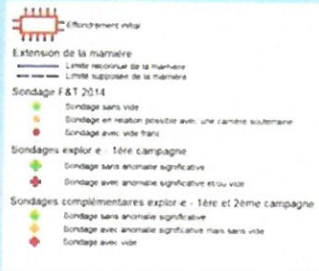 Effondrement initial
Extension de la marnière
Limite reconnue de la marnière
Limite supposée de la marnière
Sondage F&T 2014
Sondage sans vide
Sondage en relation possible avec une carrière souterraine
Sondage avec vide franc
Sondages explor-e - 1ère campagne
Sondage sans anomalie significative
Sondage avec anomalie significative et/ou vide
Sondages complémentaires explor-e - 1ère et 2ème campagne
Sondage sans anomalie significative
Sondage avec anomalie significative mais sans vide
Sondage avec vide